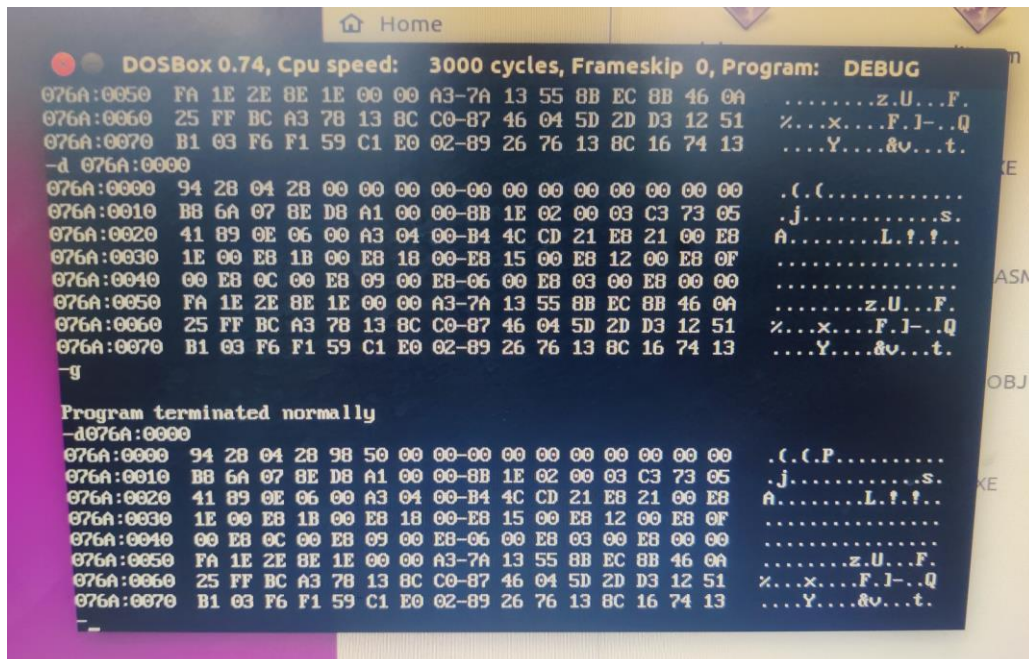 Home
DOSBox 0.74, Cpu speed: 3000 cycles, Frameskip 0, Program: DEBUG
076A:0050 FA 1E 2E 8E 1E 00 00 A3-7A 13 55 8B EC 8B 46 0A ........z.U...F.
076A:0060 25 FF BC A3 78 13 8C C0-87 46 04 5D 2D D3 12 51 %...x....F.]-..Q
076A:0070 B1 03 F6 F1 59 C1 E0 02-89 26 76 13 8C 16 74 13 ....Y....&v...t.
-d 076A:0000
076A:0000 94 28 04 28 00 00 00 00-00 00 00 00 00 00 00 00 .(.(............
076A:0010 B8 6A 07 8E D8 A1 00 00-8B 1E 02 00 03 C3 73 05 .j............s.
076A:0020 41 89 0E 06 00 A3 04 00-B4 4C CD 21 E8 21 00 E8 A........L.!.!..
076A:0030 1E 00 E8 1B 00 E8 18 00-E8 15 00 E8 12 00 E8 0F ................
076A:0040 00 E8 0C 00 E8 09 00 E8-06 00 E8 03 00 E8 00 00 ................
076A:0050 FA 1E 2E 8E 1E 00 00 A3-7A 13 55 8B EC 8B 46 0A ........z.U...F.
076A:0060 25 FF BC A3 78 13 8C C0-87 46 04 5D 2D D3 12 51 %...x....F.]-..Q
076A:0070 B1 03 F6 F1 59 C1 E0 02-89 26 76 13 8C 16 74 13 ....Y....&v...t.
-g
Program terminated normally
-d076A:0000
076A:0000 94 28 04 28 98 50 00 00-00 00 00 00 00 00 00 00 .(.(.P..........
076A:0010 B8 6A 07 8E D8 A1 00 00-8B 1E 02 00 03 C3 73 05 .j............s.
076A:0020 41 89 0E 06 00 A3 04 00-B4 4C CD 21 E8 21 00 E8 A........L.!.!..
076A:0030 1E 00 E8 1B 00 E8 18 00-E8 15 00 E8 12 00 E8 0F ................
076A:0040 00 E8 0C 00 E8 09 00 E8-06 00 E8 03 00 E8 00 00 ................
076A:0050 FA 1E 2E 8E 1E 00 00 A3-7A 13 55 8B EC 8B 46 0A ........z.U...F.
076A:0060 25 FF BC A3 78 13 8C C0-87 46 04 5D 2D D3 12 51 %...x....F.]-..Q
076A:0070 B1 03 F6 F1 59 C1 E0 02-89 26 76 13 8C 16 74 13 ....Y....&v...t.
-_